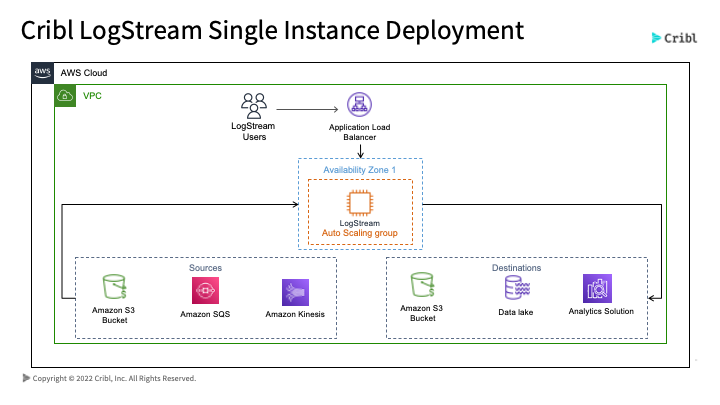 Cribl LogStream Single Instance Deployment
Cribl
aws
AWS Cloud
VPC
LogStream
Users
Application Load
Balancer
Availability Zone 1
LogStream
Auto Scaling group
Sources
Amazon S3
Bucket
Amazon SQS
Amazon Kinesis
Destinations
Amazon S3
Bucket
Data lake
Analytics Solution
Copyright © 2022 Cribl, Inc. All Rights Reserved.